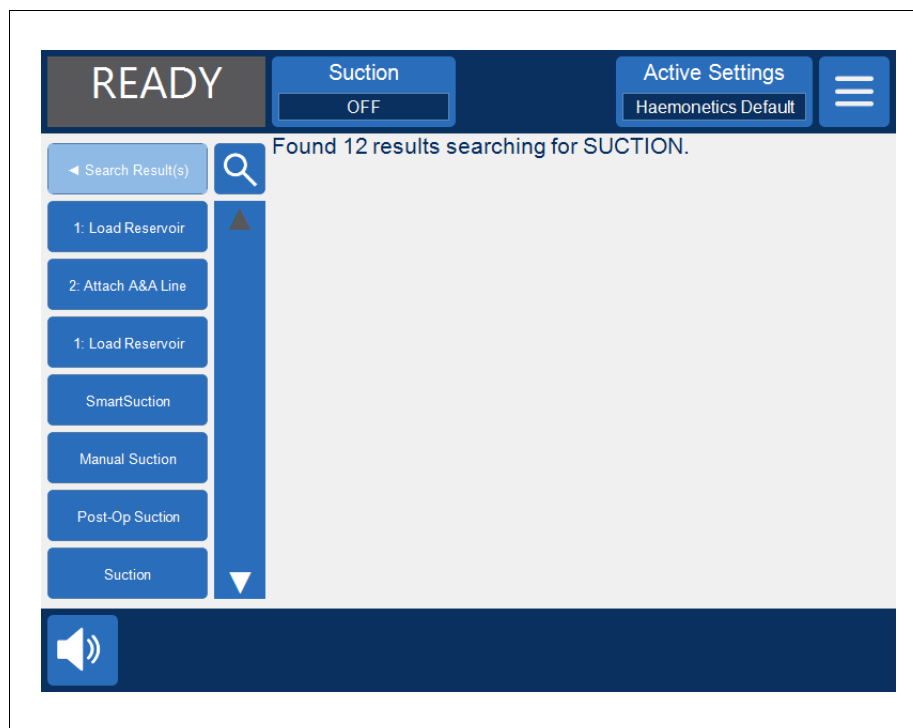 READY
Suction
OFF
Active Settings
Haemonetics Default
◄ Search Result(s)
Found 12 results searching for SUCTION.
1: Load Reservoir
2: Attach A&A Line
1: Load Reservoir
SmartSuction
Manual Suction
Post-Op Suction
Suction